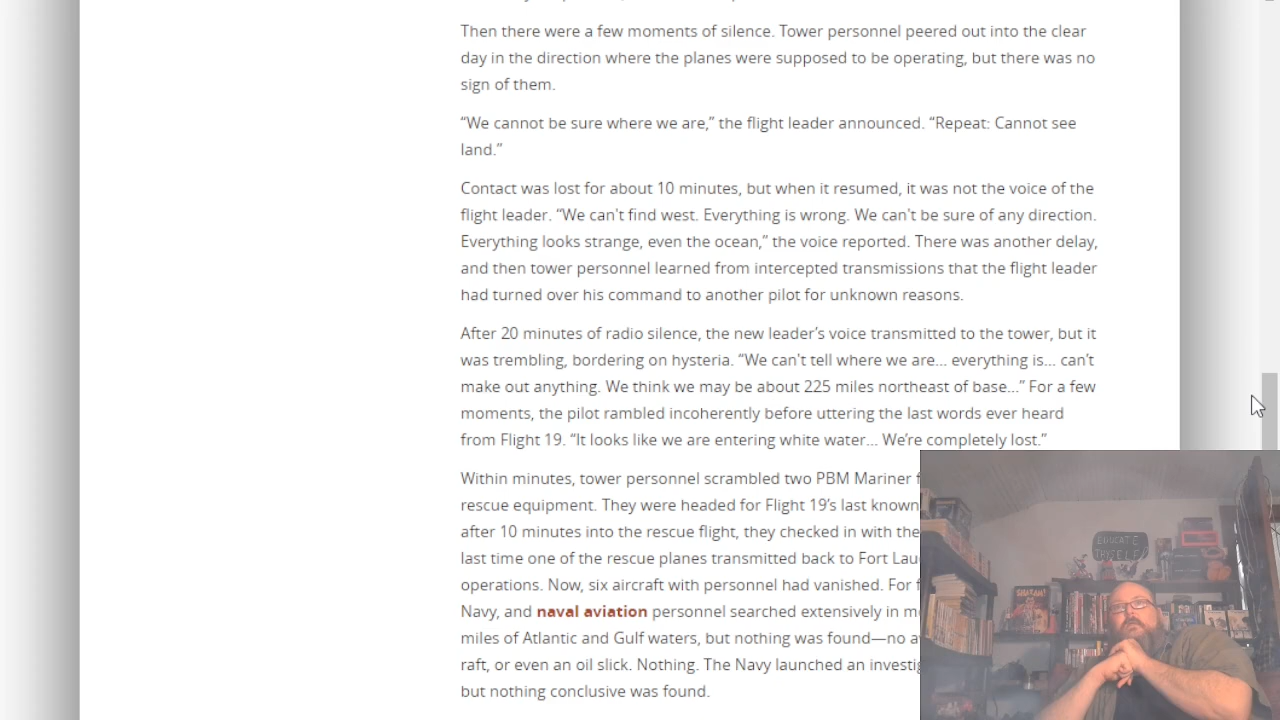 Then there were a few moments of silence. Tower personnel peered out into the clear
day in the direction where the planes were supposed to be operating, but there was no
sign of them.
“We cannot be sure where we are,” the flight leader announced. “Repeat: Cannot see
land.”
Contact was lost for about 10 minutes, but when it resumed, it was not the voice of the
flight leader. “We can't find west. Everything is wrong. We can't be sure of any direction.
Everything looks strange, even the ocean,” the voice reported. There was another delay,
and then tower personnel learned from intercepted transmissions that the flight leader
had turned over his command to another pilot for unknown reasons.
After 20 minutes of radio silence, the new leader’s voice transmitted to the tower, but it
was trembling, bordering on hysteria. “We can't tell where we are... everything is... can’t
make out anything. We think we may be about 225 miles northeast of base...” For a few
moments, the pilot rambled incoherently before uttering the last words ever heard
from Flight 19. “It looks like we are entering white water... We’re completely lost.”
Within minutes, tower personnel scrambled two PBM Mariner
rescue equipment. They were headed for Flight 19’s last known
after 10 minutes into the rescue flight, they checked in with the
last time one of the rescue planes transmitted back to Fort
operations. Now, six aircraft with personnel had vanished. For
Navy, and naval aviation personnel searched extensively in
miles of Atlantic and Gulf waters, but nothing was found—no
raft, or even an oil slick. Nothing. The Navy launched an
but nothing conclusive was found.
EDUCATE
THYSELF